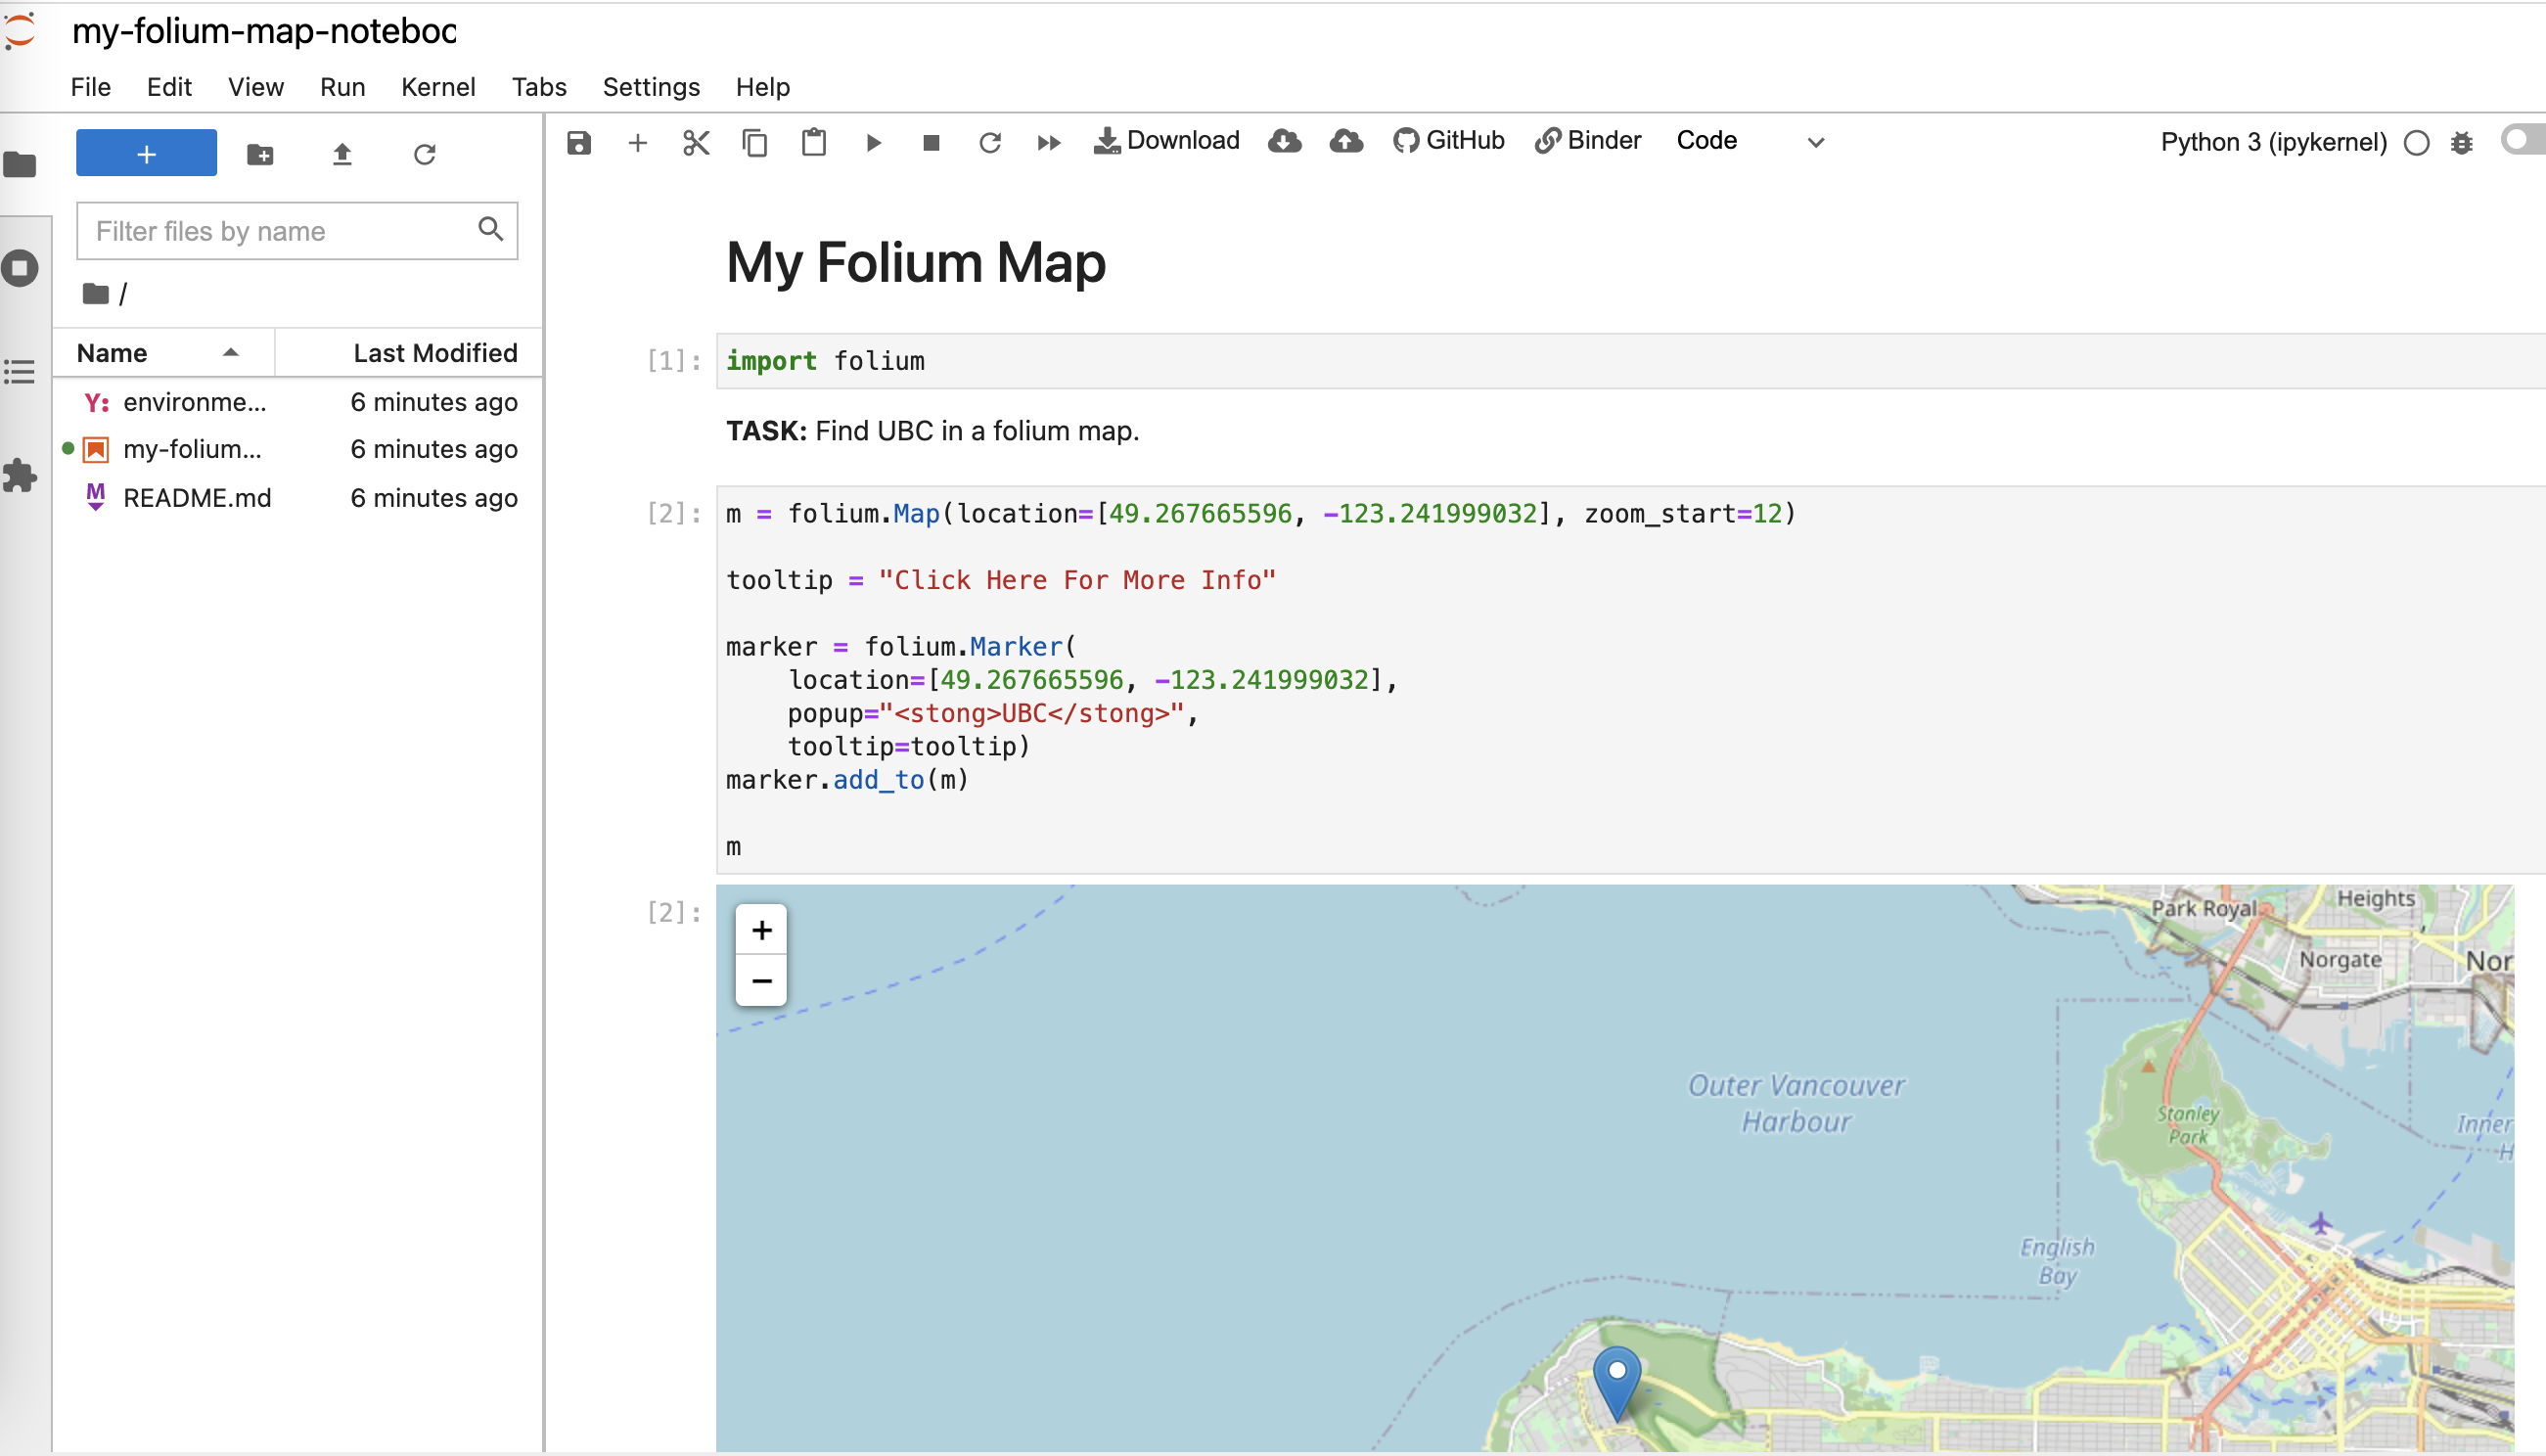 my-folium-map-noteboo
File Edit View Run Kernel Tabs Settings Help
Download GitHub Binder Code Python 3 (ipykernel)
Filter files by name
/
Name Last Modified
Y: environme... 6 minutes ago
my-folium... 6 minutes ago
M README.md 6 minutes ago
My Folium Map
[1]: import folium
TASK: Find UBC in a folium map.
[2]: m = folium.Map(location=[49.267665596, -123.241999032], zoom_start=12)
tooltip = "Click Here For More Info"
marker = folium.Marker(
    location=[49.267665596, -123.241999032],
    popup="<stong>UBC</stong>",
    tooltip=tooltip)
marker.add_to(m)
m
[2]:
+
−
Park Royal
Heights
Norgate
Nor
Outer Vancouver
Harbour
Stanley
Park
Inner
H
English
Bay